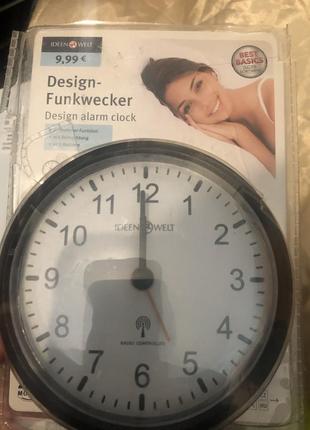 IDEEN WELT
9,99 €
BEST
BASICS
Design-
Funkwecker
Design alarm clock
12
1
2
3
4
5
6
7
8
9
10
11
IDEEN WELT
RADIO CONTROLLED